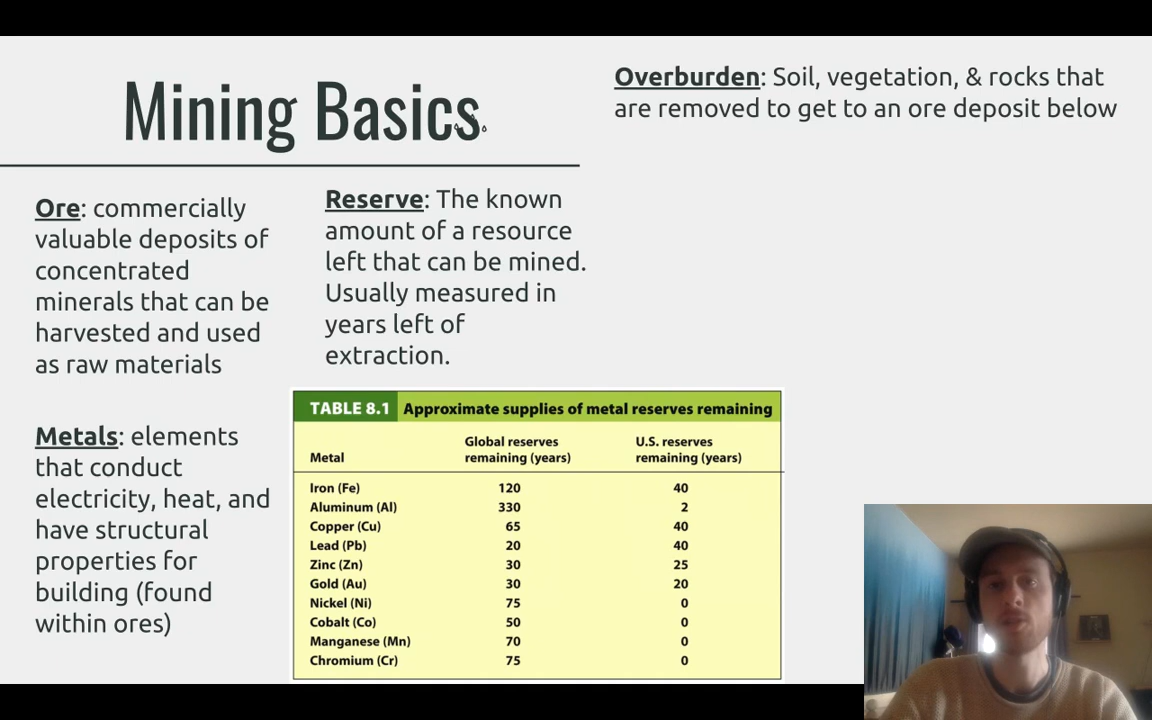 Mining Basics
Overburden: Soil, vegetation, & rocks that
are removed to get to an ore deposit below
Ore: commercially
valuable deposits of
concentrated
minerals that can be
harvested and used
as raw materials
Reserve: The known
amount of a resource
left that can be mined.
Usually measured in
years left of
extraction.
Metals: elements
that conduct
electricity, heat, and
have structural
properties for
building (found
within ores)
TABLE 8.1 Approximate supplies of metal reserves remaining
Metal Global reserves remaining (years) U.S. reserves remaining (years)
Iron (Fe) 120 40
Aluminum (Al) 330 2
Copper (Cu) 65 40
Lead (Pb) 20 40
Zinc (Zn) 30 25
Gold (Au) 30 20
Nickel (Ni) 75 0
Cobalt (Co) 50 0
Manganese (Mn) 70 0
Chromium (Cr) 75 0